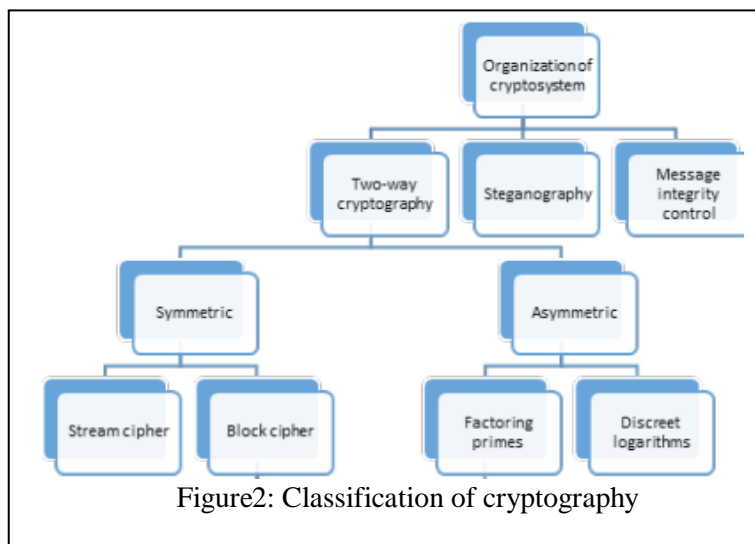 Organization of
cryptosystem
Two-way
cryptography
Steganography
Message
integrity
control
Symmetric
Asymmetric
Stream cipher
Block cipher
Factoring
primes
Discreet
logarithms
Figure2: Classification of cryptography